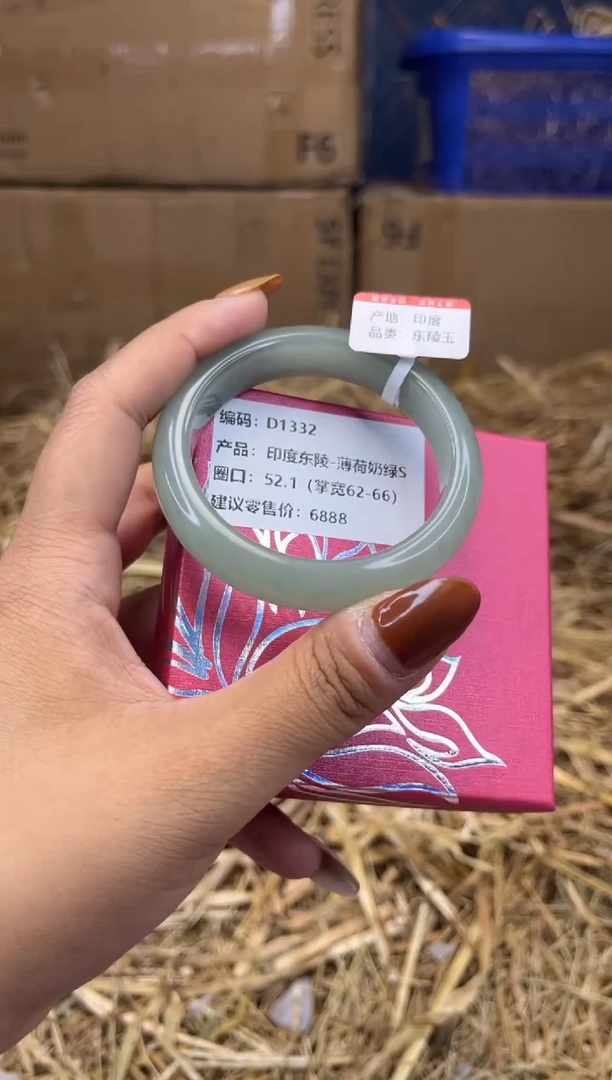 F6
F6
产地：印度
品类：东陵玉
编码：D1332
产品：印度东陵-薄荷奶绿S
圈口：52.1（掌宽62-66）
建议零售价：6888